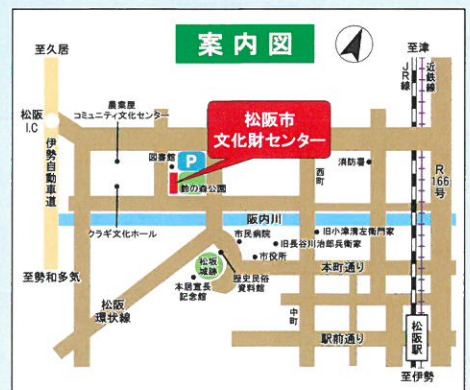 案内図
至久居
至津
JR線
近鉄線
農業屋
コミュニティ文化センター
松阪
I.C
松阪市
文化財センター
図書館
P
消防署
西町
R
166号
伊勢自動車道
鈴の森公園
阪内川
クラギ文化ホール
市民病院
旧小津清左衛門家
旧長谷川治郎兵衛家
市役所
本町通り
松坂
城跡
歴史民俗
資料館
本居宣長
記念館
至勢和多気
松阪
環状線
中町
駅前通り
松阪駅
至伊勢